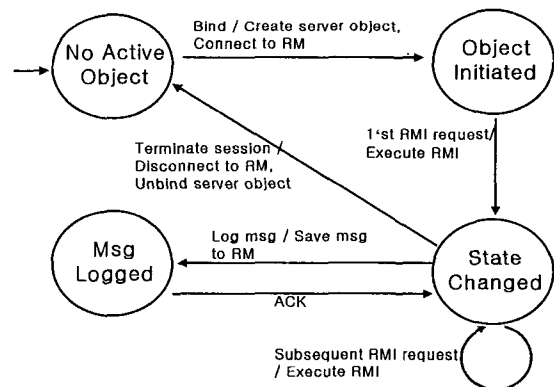 No Active
Object
Bind / Create server object,
Connect to RM
Object
Initiated
1'st RMI request/
Execute RMI
Terminate session /
Disconnect to RM,
Unbind server object
Msg
Logged
Log msg / Save msg
to RM
ACK
State
Changed
Subsequent RMI request
/ Execute RMI